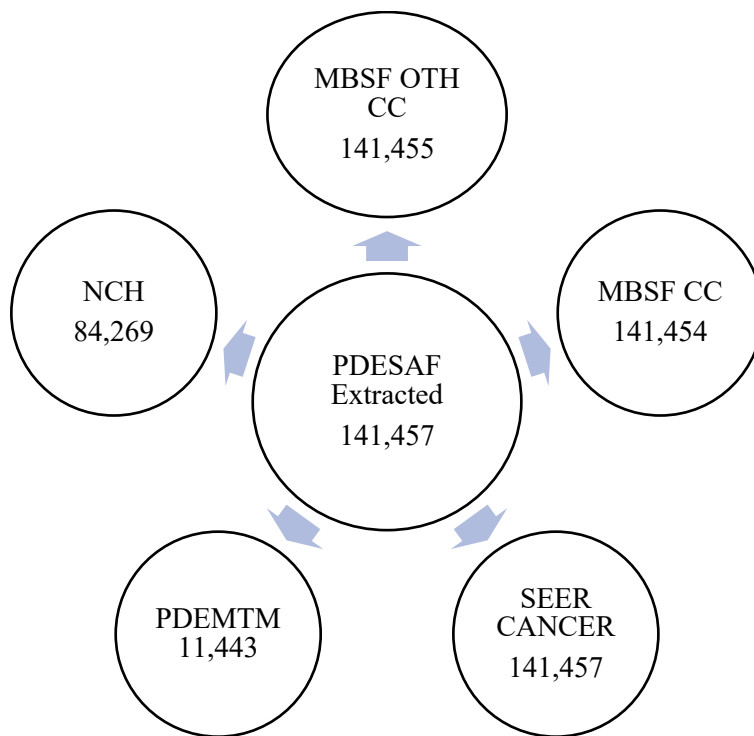 MBSF OTH
CC
141,455
NCH
84,269
MBSF CC
141,454
PDESAF
Extracted
141,457
PDEMTM
11,443
SEER
CANCER
141,457